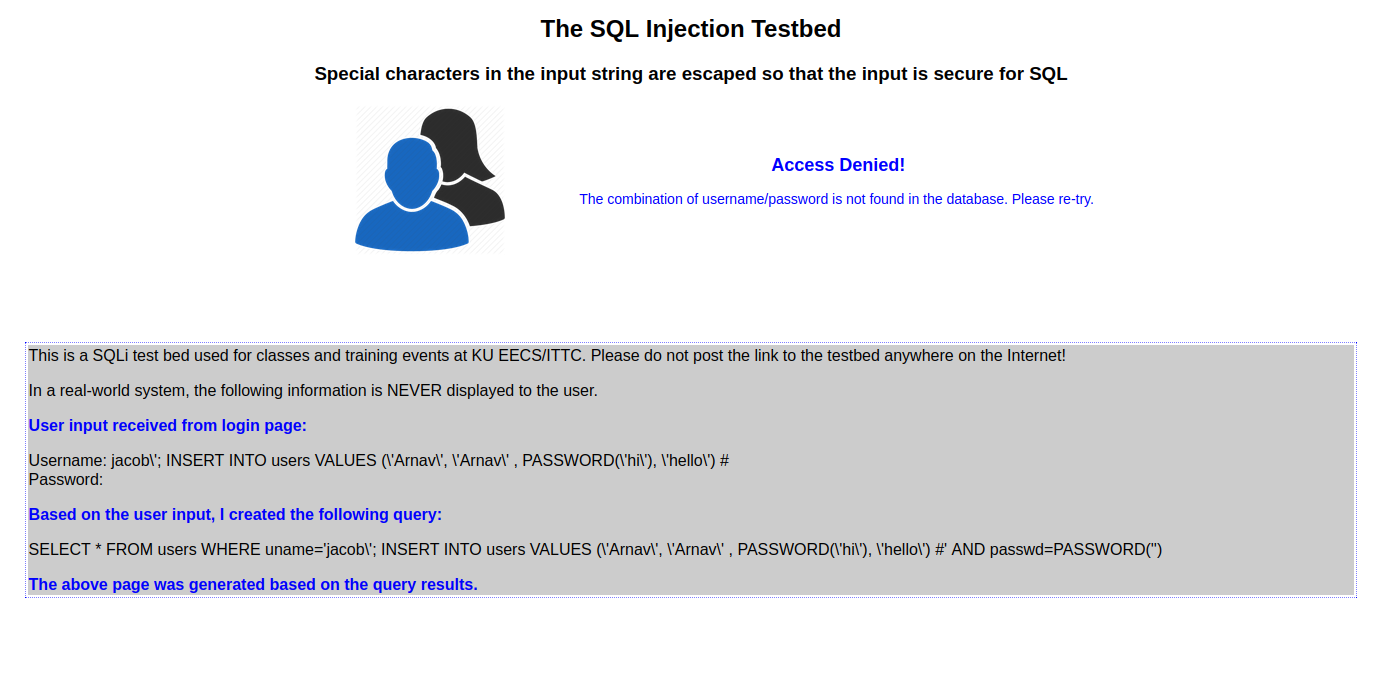 The SQL Injection Testbed
Special characters in the input string are escaped so that the input is secure for SQL
Access Denied!
The combination of username/password is not found in the database. Please re-try.
This is a SQLi test bed used for classes and training events at KU EECS/ITTC. Please do not post the link to the testbed anywhere on the Internet!
In a real-world system, the following information is NEVER displayed to the user.
User input received from login page:
Username: jacob\'; INSERT INTO users VALUES (\'Arnav\', \'Arnav\' , PASSWORD(\'hi\'), \'hello\') #
Password:
Based on the user input, I created the following query:
SELECT * FROM users WHERE uname='jacob\'; INSERT INTO users VALUES (\'Arnav\', \'Arnav\' , PASSWORD(\'hi\'), \'hello\') #' AND passwd=PASSWORD('')
The above page was generated based on the query results.